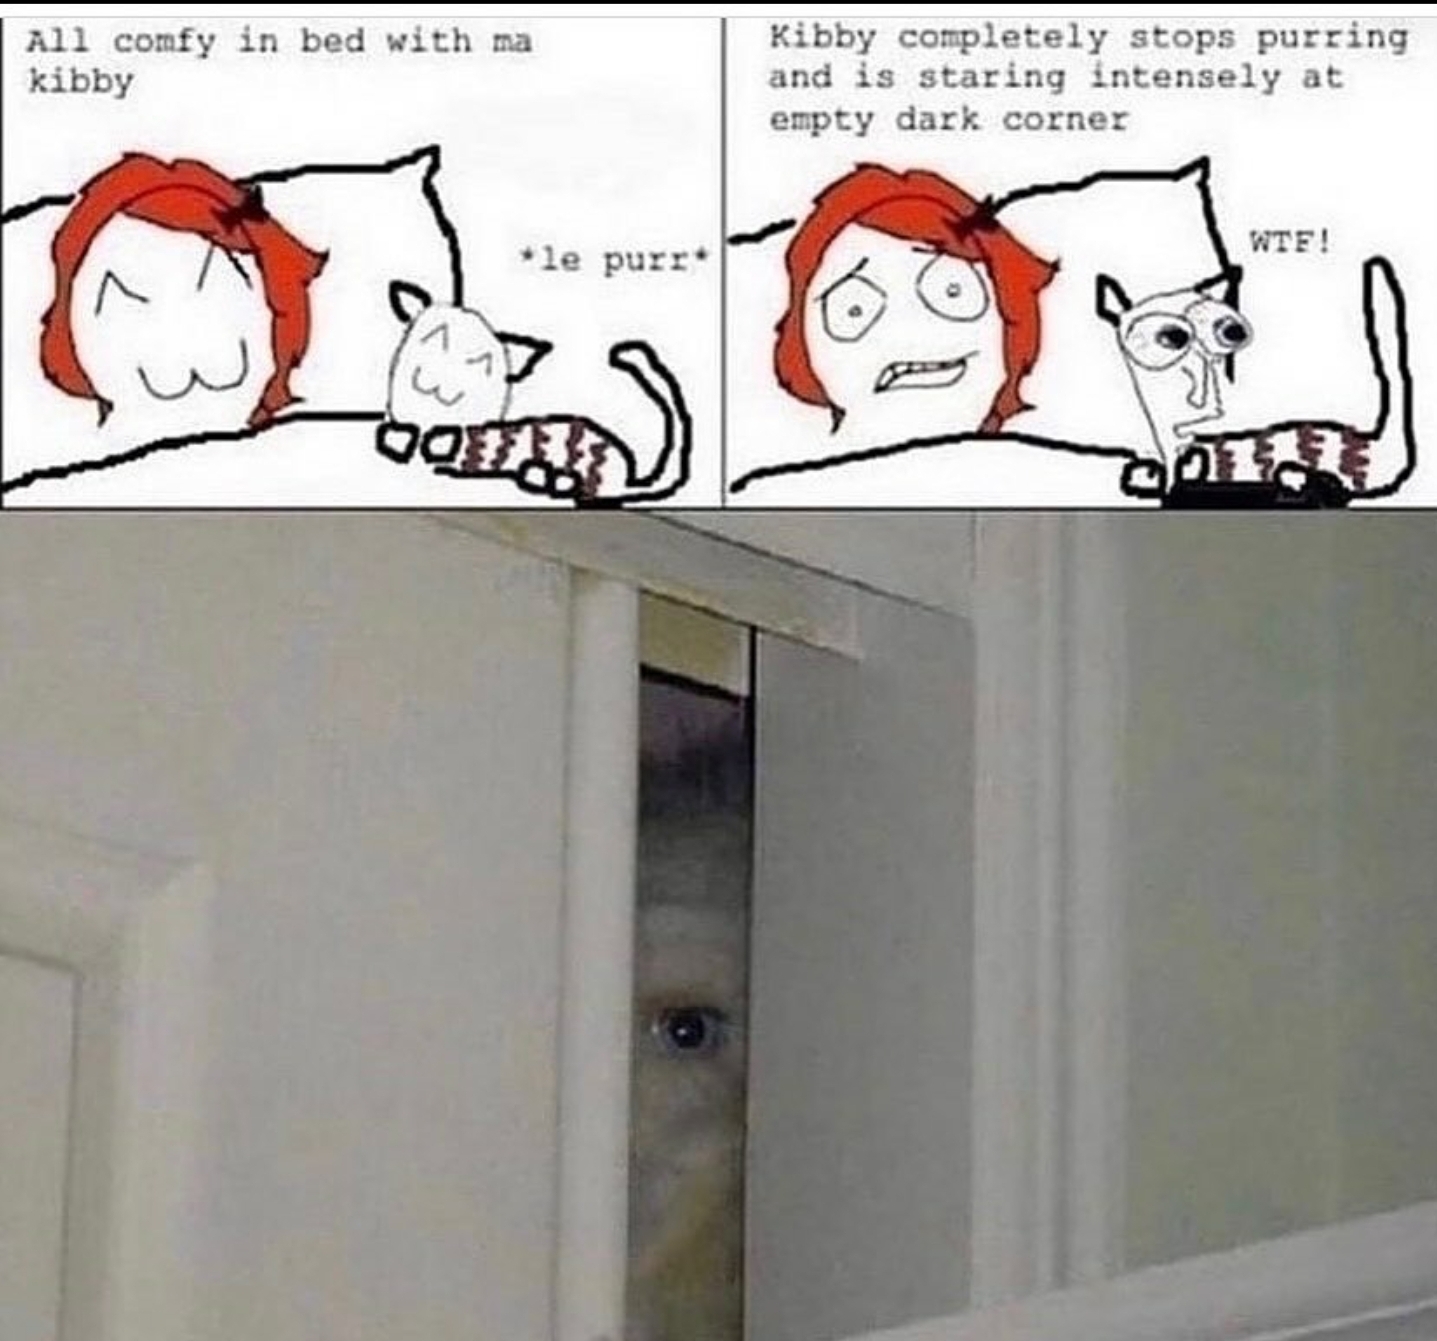 All comfy in bed with ma
kibby
*le purr*
Kibby completely stops purring
and is staring intensely at
empty dark corner
WTF!